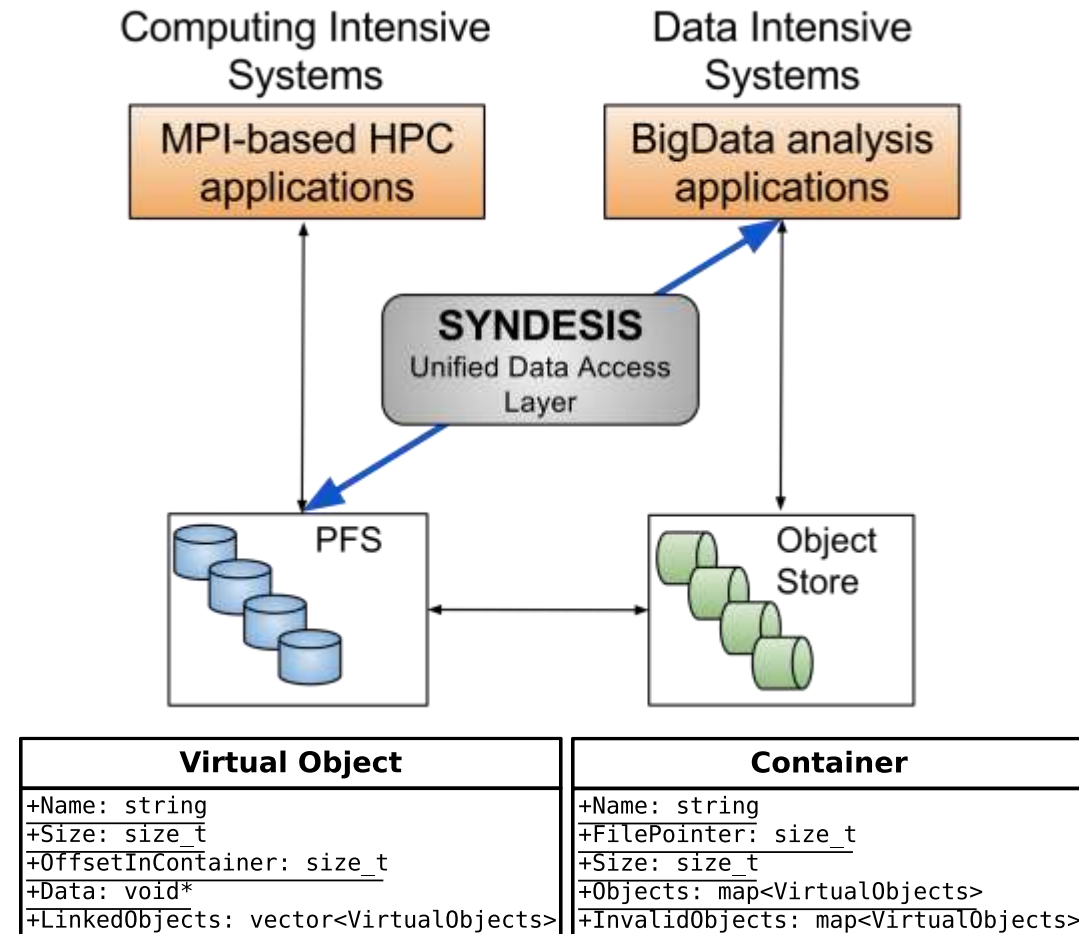 Computing Intensive
Systems
Data Intensive
Systems
MPI-based HPC
applications
BigData analysis
applications
SYNDESIS
Unified Data Access
Layer
PFS
Object
Store
Virtual Object
+Name: string
+Size: size_t
+OffsetInContainer: size_t
+Data: void*
+LinkedObjects: vector<VirtualObjects>
Container
+Name: string
+FilePointer: size_t
+Size: size_t
+Objects: map<VirtualObjects>
+InvalidObjects: map<VirtualObjects>